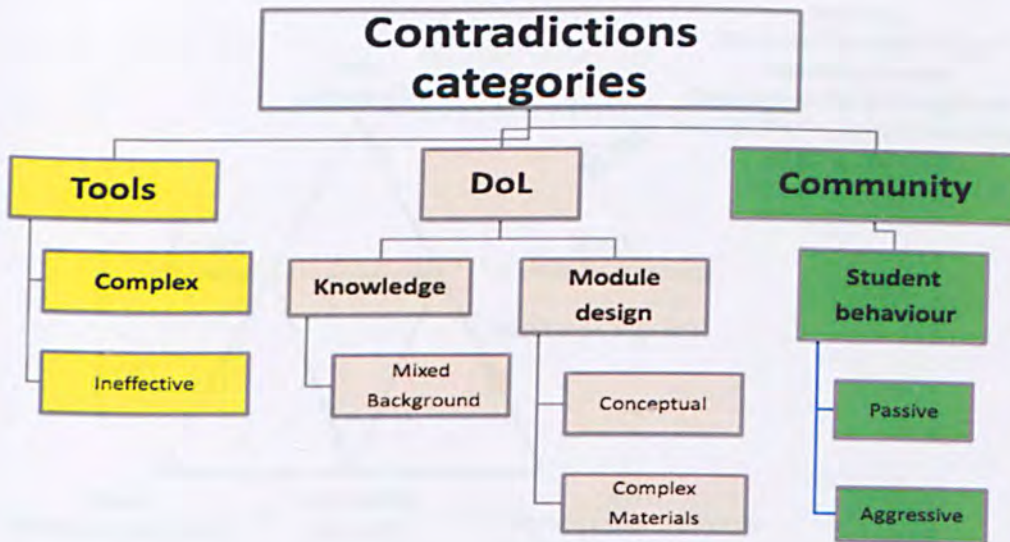 Contradictions
categories
Tools
DoL
Community
Complex
Knowledge
Module
design
Student
behaviour
Ineffective
Mixed
Background
Conceptual
Passive
Complex
Materials
Aggressive